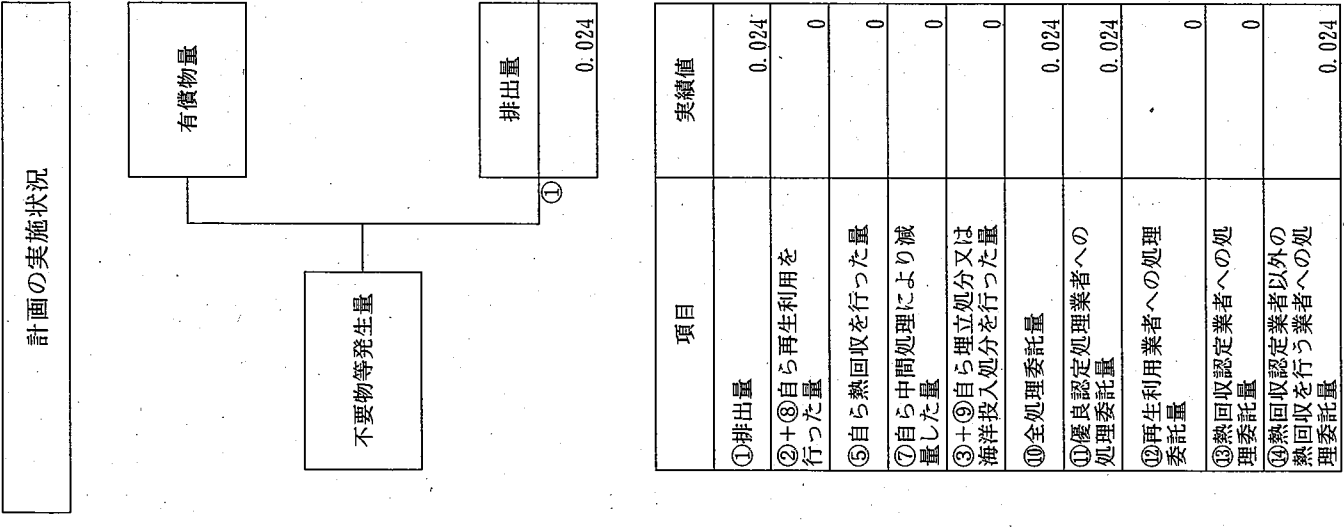 計画の実施状況
有償物量
不要物等発生量
排出量
0.024
①
項目
実績値
①排出量
0.024
②+⑧自ら再生利用を
行った量
0
⑤自ら熱回収を行った量
0
⑦自ら中間処理により減
量した量
0
③+⑨自ら埋立処分又は
海洋投入処分を行った量
0
⑩全処理委託量
0.024
⑪優良認定処理業者への
処理委託量
0.024
⑫再生利用業者への処理
委託量
0
⑬熱回収認定業者への処
理委託量
0
⑭熱回収認定業者以外の
熱回収を行う業者への処
理委託量
0.024